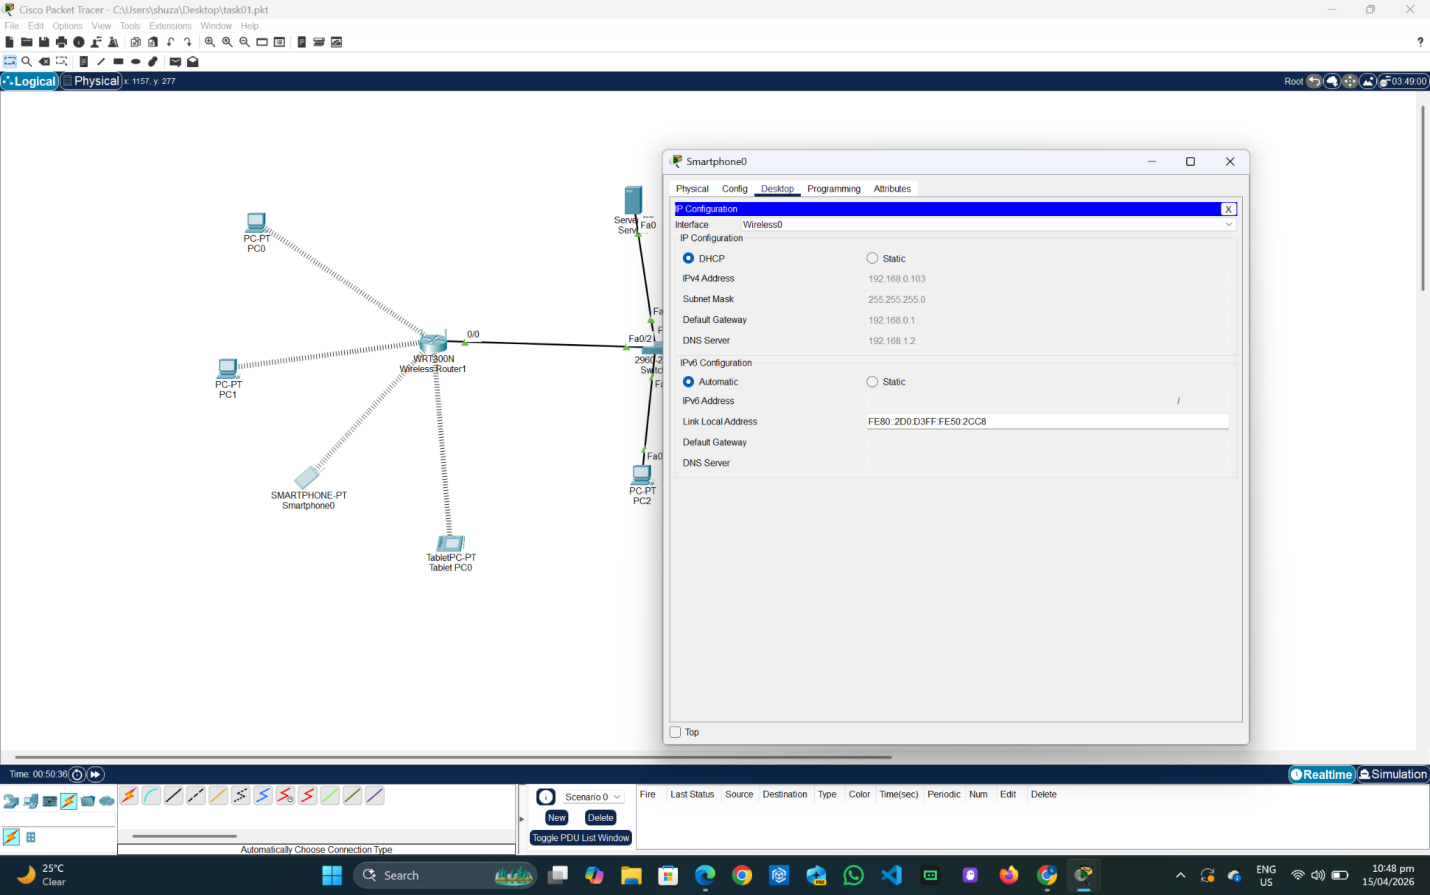 Cisco Packet Tracer - C:\Users\shuza\Desktop\task01.pkt
File Edit Options View Tools Extensions Window Help
?
Logical Physical x: 1157, y: 277 Root 03:49:00
PC-PT
PC0
PC-PT
PC1
0/0
WRT300N
Wireless Router1
SMARTPHONE-PT
Smartphone0
TabletPC-PT
Tablet PC0
Fa0
Fa0/2
PC-PT
PC2
Smartphone0
Physical Config Desktop Programming Attributes
IP Configuration X
Interface Wireless0
IP Configuration
DHCP Static
IPv4 Address 192.168.0.103
Subnet Mask 255.255.255.0
Default Gateway 192.168.0.1
DNS Server 192.168.1.2
IPv6 Configuration
Automatic Static
IPv6 Address /
Link Local Address FE80::2D0:D3FF:FE50:2CC8
Default Gateway
DNS Server
Top
Time: 00:50:36 Realtime Simulation
Scenario 0
New Delete
Toggle PDU List Window
Fire Last Status Source Destination Type Color Time(sec) Periodic Num Edit Delete
Automatically Choose Connection Type
25°C
Clear
Search
PRE
ENG
US
10:48 pm
15/04/2026